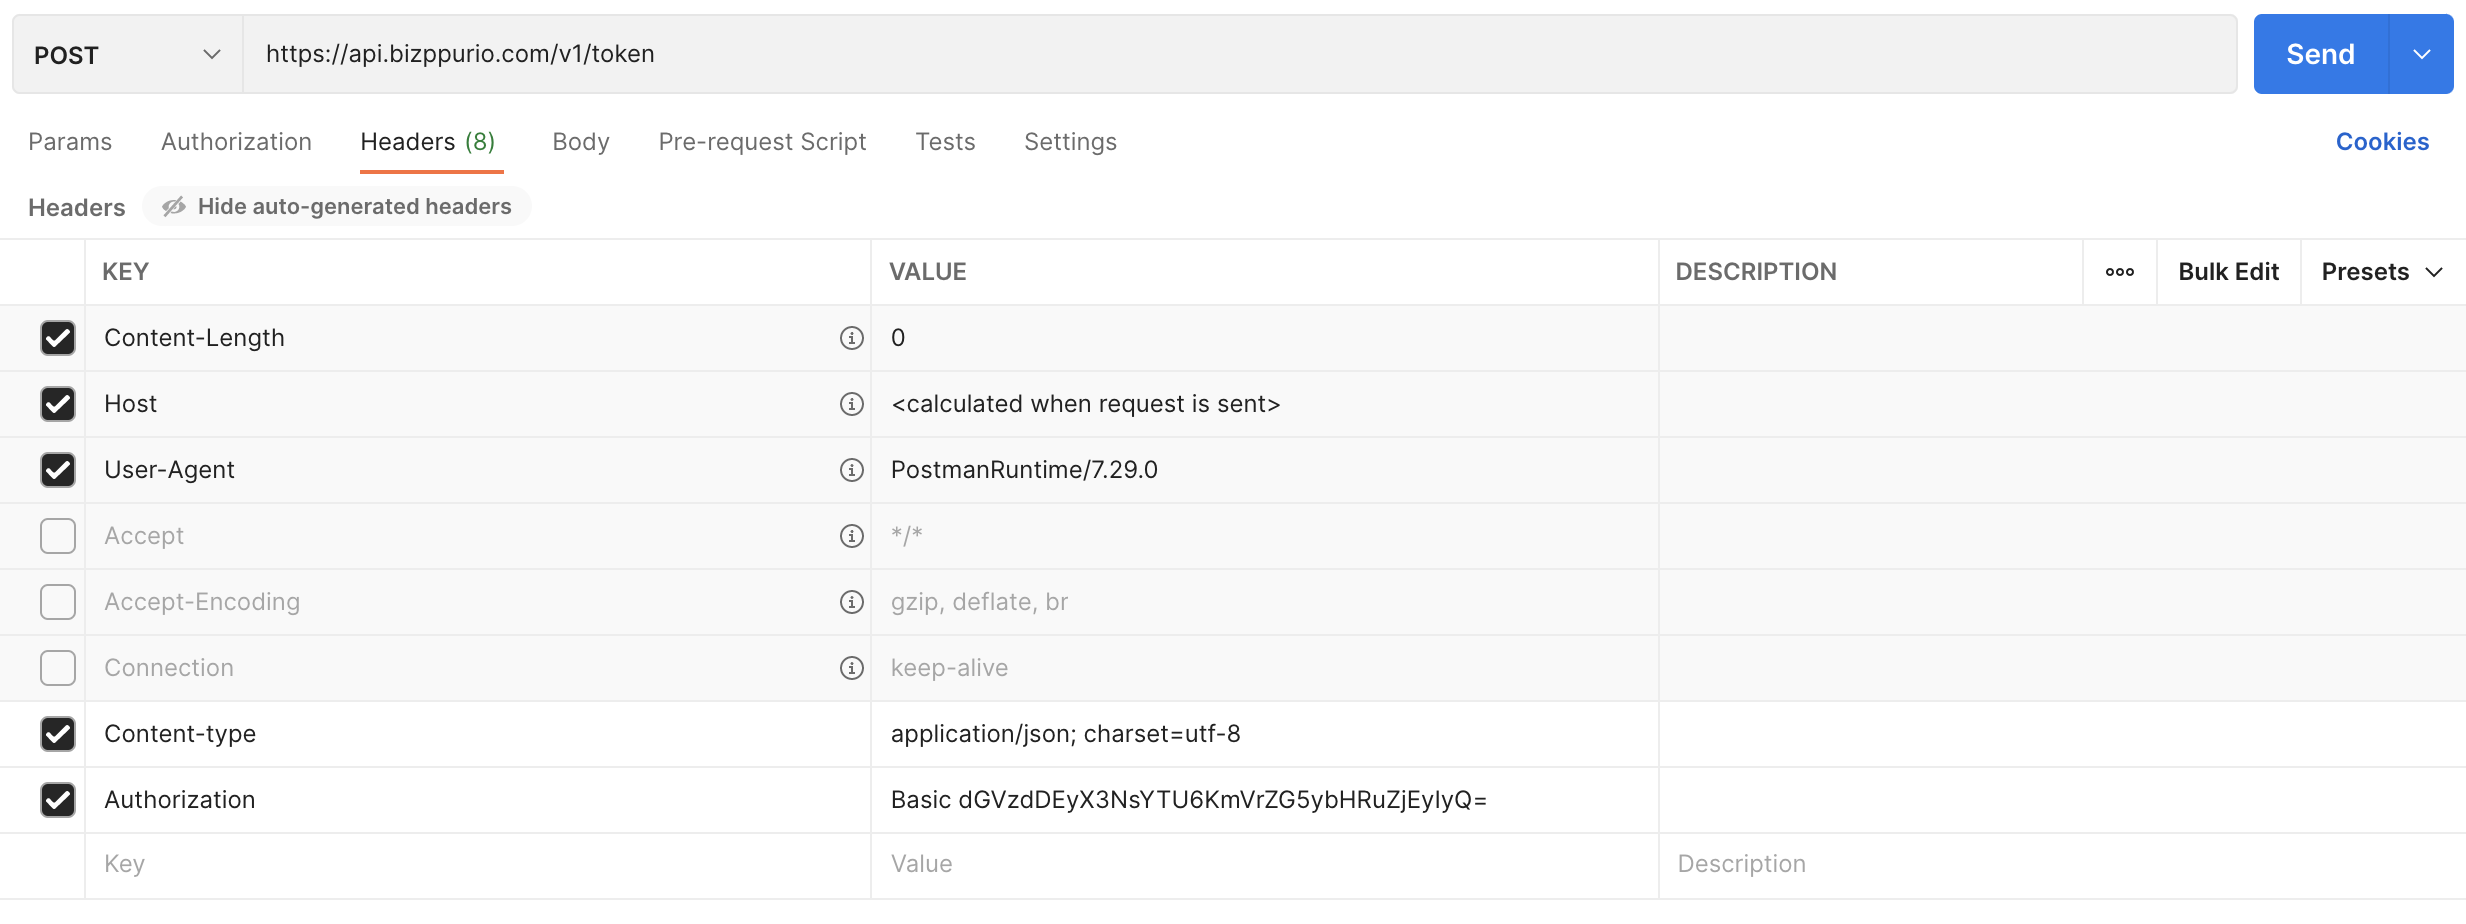 POST https://api.bizppurio.com/v1/token Send
Params Authorization Headers (8) Body Pre-request Script Tests Settings Cookies
Headers Hide auto-generated headers
KEY VALUE DESCRIPTION ooo Bulk Edit Presets
Content-Length 0
Host <calculated when request is sent>
User-Agent PostmanRuntime/7.29.0
Accept */*
Accept-Encoding gzip, deflate, br
Connection keep-alive
Content-type application/json; charset=utf-8
Authorization Basic dGVzdDEyX3NsYTU6KmVrZG5ybHRuZjEyIyQ=
Key Value Description